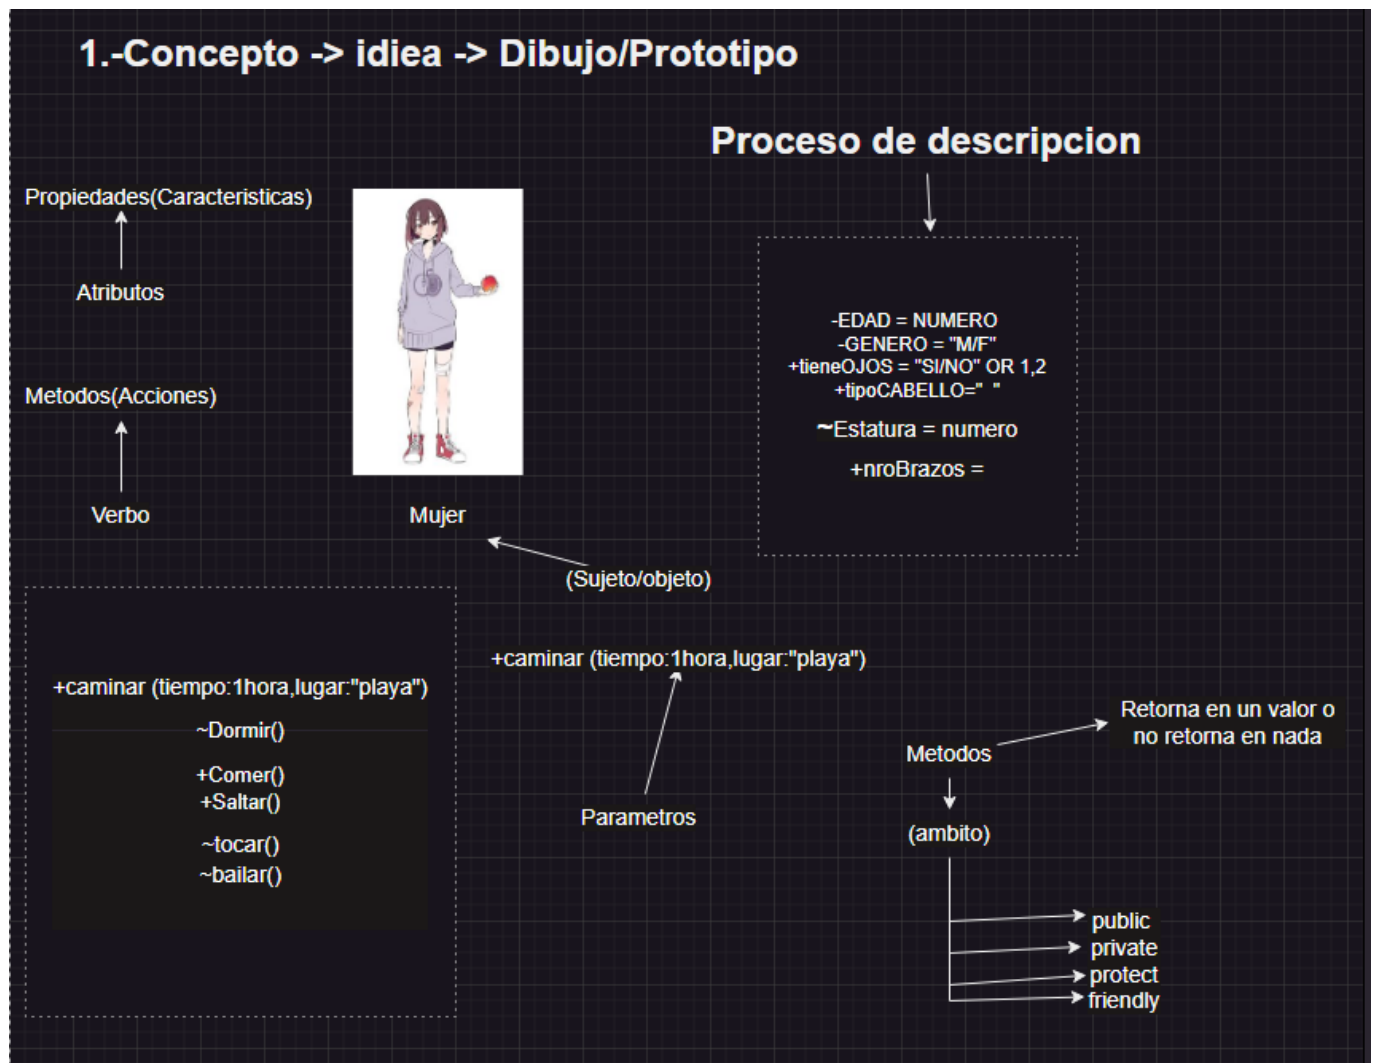 1.-Concepto -> idiea -> Dibujo/Prototipo
Proceso de descripcion
Propiedades(Caracteristicas)
Atributos
Metodos(Acciones)
Verbo
Mujer
(Sujeto/objeto)
-EDAD = NUMERO
-GENERO = "M/F"
+tieneOJOS = "SI/NO" OR 1,2
+tipoCABELLO=" "
~Estatura = numero
+nroBrazos =
+caminar (tiempo:1hora,lugar:"playa")
~Dormir()
+Comer()
+Saltar()
~tocar()
~bailar()
+caminar (tiempo:1hora,lugar:"playa")
Parametros
Metodos
Retorna en un valor o
no retorna en nada
(ambito)
public
private
protect
friendly